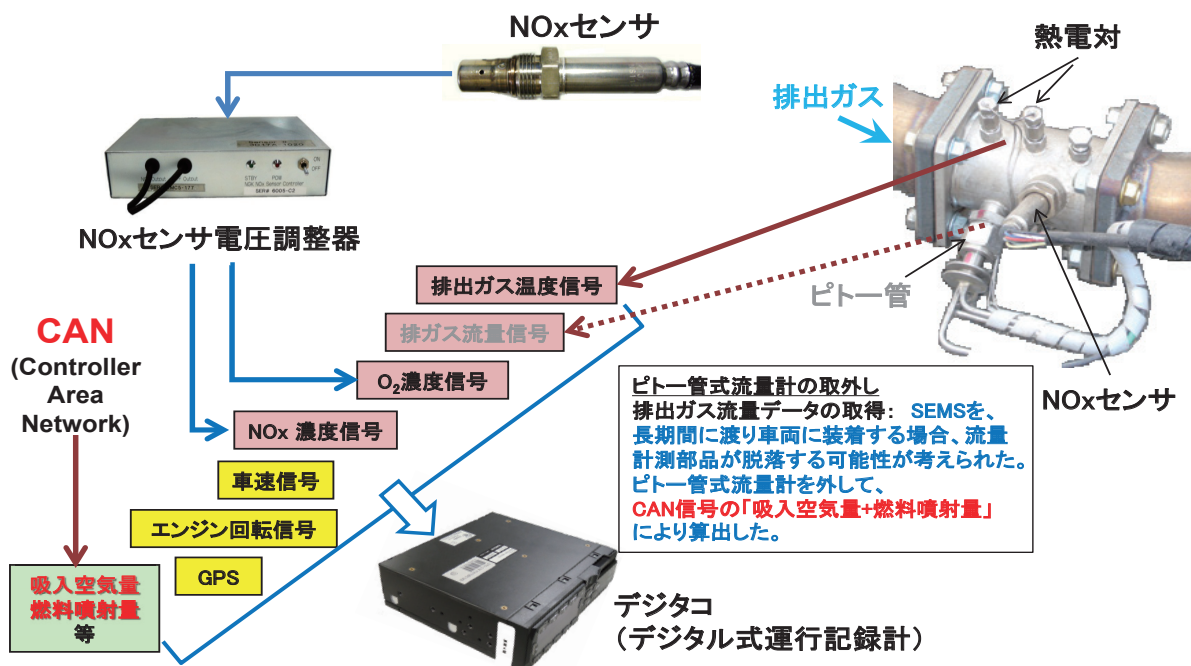 NOxセンサ
熱電対
排出ガス
ON
OFF
STBY
NOx センサ電圧調整器
排出ガス温度信号
ピトー管
排ガス流量信号
CAN
(Controller
Area
Network)
O₂濃度信号
NOx 濃度信号
NOxセンサ
ピトー管式流量計の取外し
排出ガス流量データの取得： SEMSを、
長期間に渡り車両に装着する場合、流量
計測部品が脱落する可能性が考えられた。
ピトー管式流量計を外して、
CAN信号の「吸入空気量+燃料噴射量」
により算出した。
車速信号
エンジン回転信号
GPS
吸入空気量
燃料噴射量
等
デジタコ
（デジタル式運行記録計）